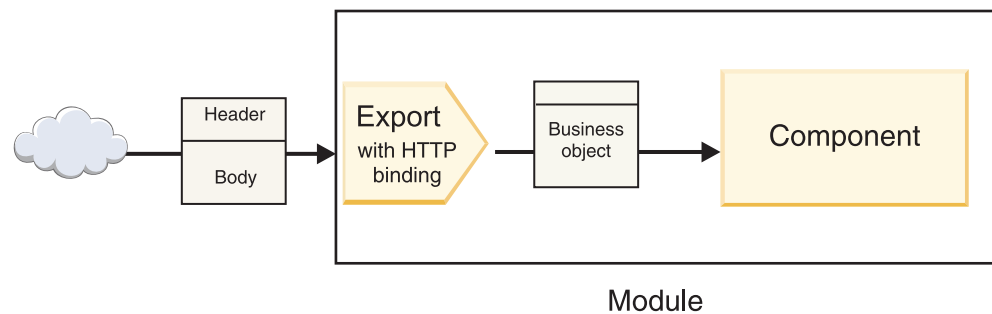 Header
Body
Export
with HTTP
binding
Business
object
Component
Module